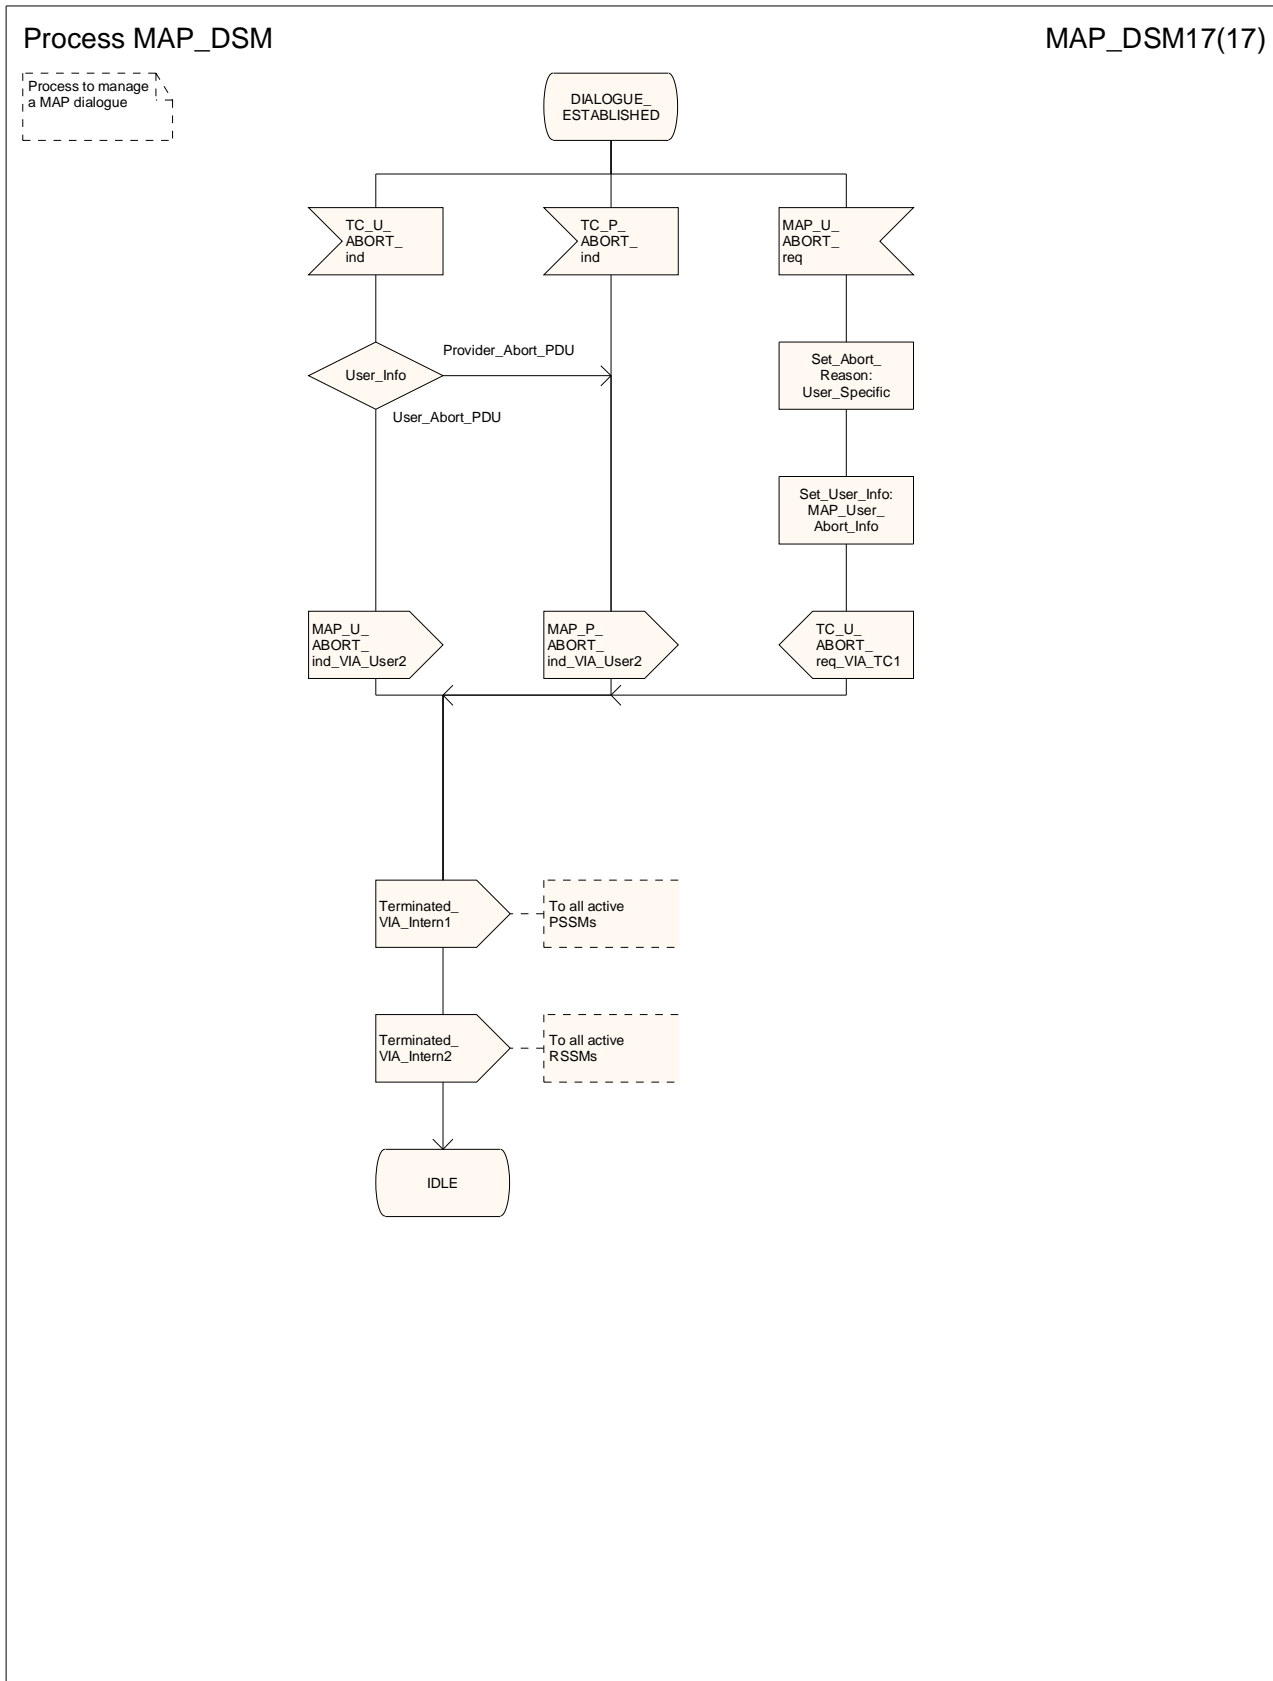 Process MAP_DSM
MAP_DSM17(17)
Process to manage
a MAP dialogue
DIALOGUE_
ESTABLISHED
TC_U_
ABORT_
ind
TC_P_
ABORT_
ind
MAP_U_
ABORT_
req
Provider_Abort_PDU
User_Info
User_Abort_PDU
Set_Abort_
Reason:
User_Specific
Set_User_Info:
MAP_User_
Abort_Info
MAP_U_
ABORT_
ind_VIA_User2
MAP_P_
ABORT_
ind_VIA_User2
TC_U_
ABORT_
req_VIA_TC1
Terminated_
VIA_Intern1
To all active
PSSMs
Terminated_
VIA_Intern2
To all active
RSSMs
IDLE